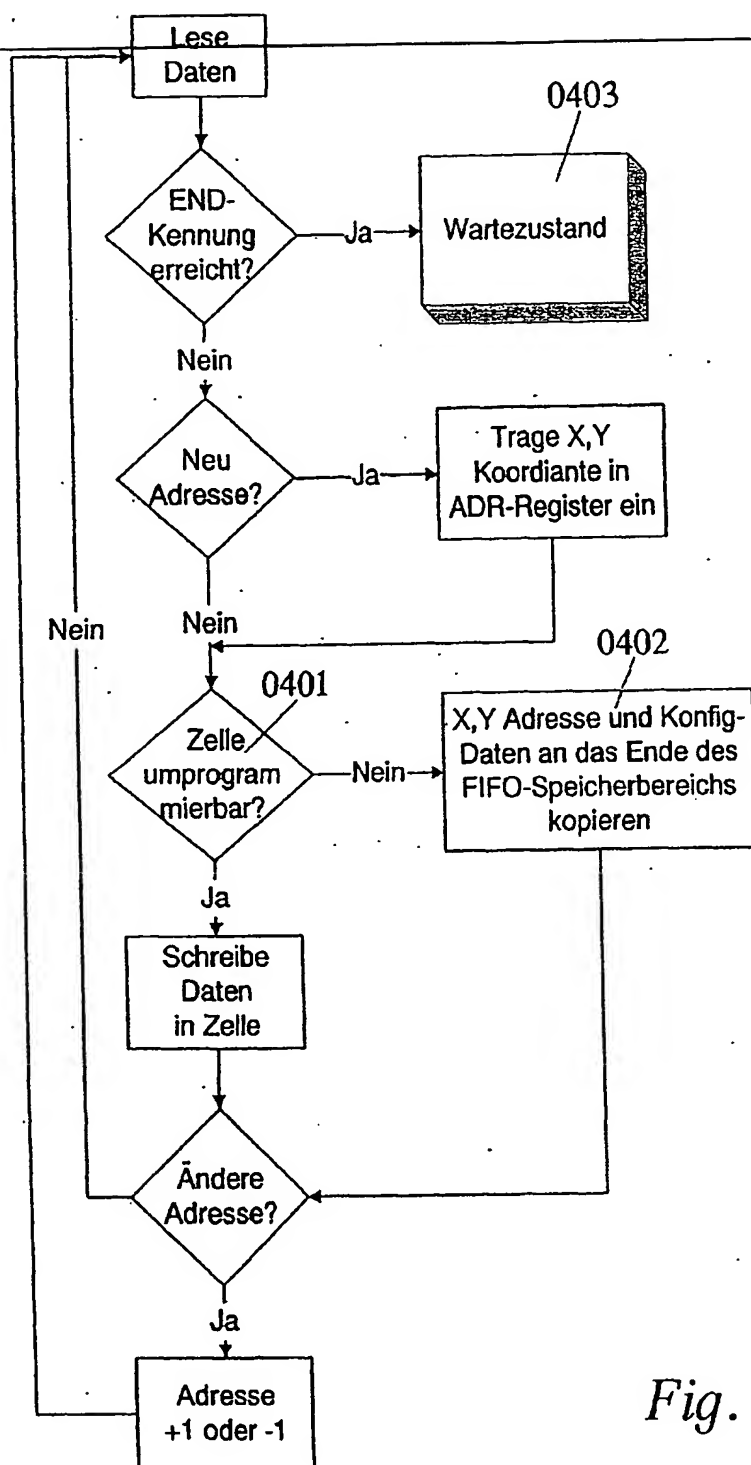 Lese
Daten
0403
END-
Kennung
erreicht?
Ja
Wartezustand
Nein
Neu
Adresse?
Ja
Trage X,Y
Koordiante in
ADR-Register ein
Nein
Nein
0401
0402
Zelle
umprogram
mierbar?
Nein
X,Y Adresse und Konfig-
Daten an das Ende des
FIFO-Speicherbereichs
kopieren
Ja
Schreibe
Daten
in Zelle
Ändere
Adresse?
Ja
Adresse
+1 oder -1
Fig.